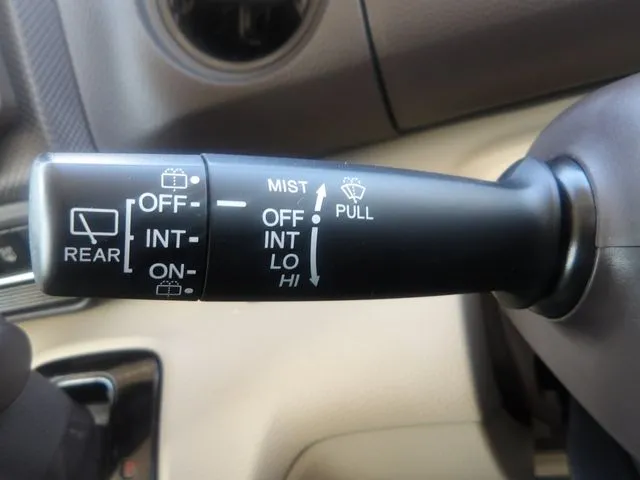 REAR
OFF
INT
ON
MIST
OFF
INT
LO
HI
PULL